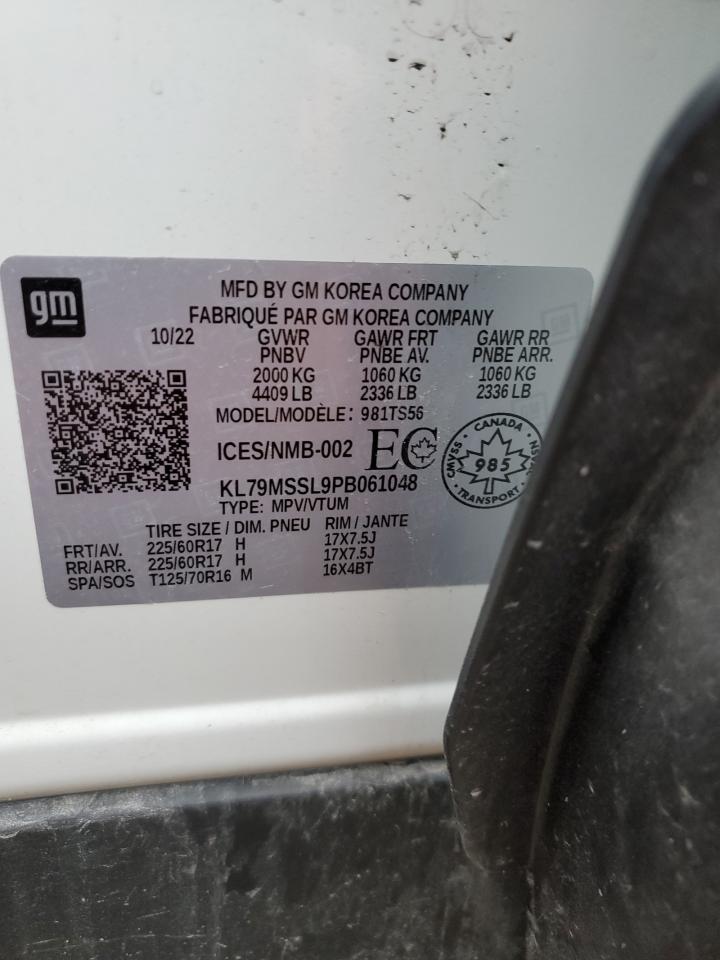 gm
MFD BY GM KOREA COMPANY
FABRIQUÉ PAR GM KOREA COMPANY
10/22 GVWR GAWR FRT GAWR RR
PNBV PNBE AV. PNBE ARR.
2000 KG 1060 KG 1060 KG
4409 LB 2336 LB 2336 LB
MODEL/MODÈLE: 981TS56
ICES/NMB-002 EC
CANADA
CMVSS 985 NSVAC
TRANSPORT
KL79MSSL9PB061048
TYPE: MPV/VTUM
TIRE SIZE / DIM. PNEU RIM / JANTE
FRT/AV. 225/60R17 H 17X7.5J
RR/ARR. 225/60R17 H 17X7.5J
SPA/SOS T125/70R16 M 16X4BT